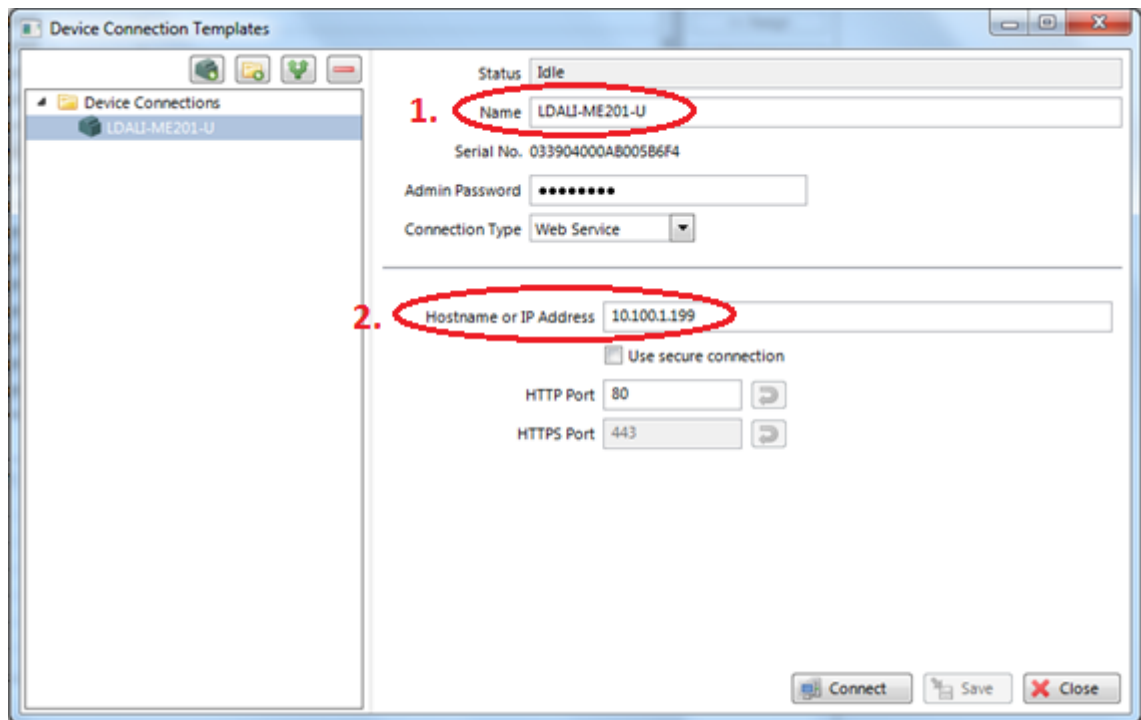 Device Connection Templates
Status Idle
1. Name LDALI-ME201-U
Device Connections
LDALI-ME201-U
Serial No. 033904000AB005B6F4
Admin Password ●●●●●●●●
Connection Type Web Service
2. Hostname or IP Address 10.100.1.199
Use secure connection
HTTP Port 80
HTTPS Port 443
Connect Save Close